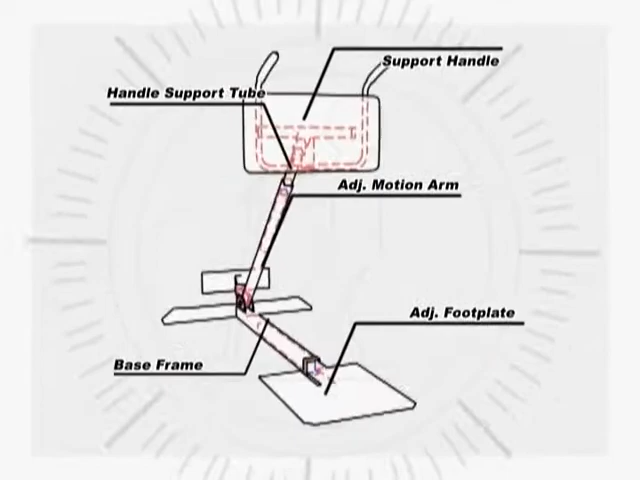 Support Handle
Handle Support Tube
Adj. Motion Arm
Adj. Footplate
Base Frame